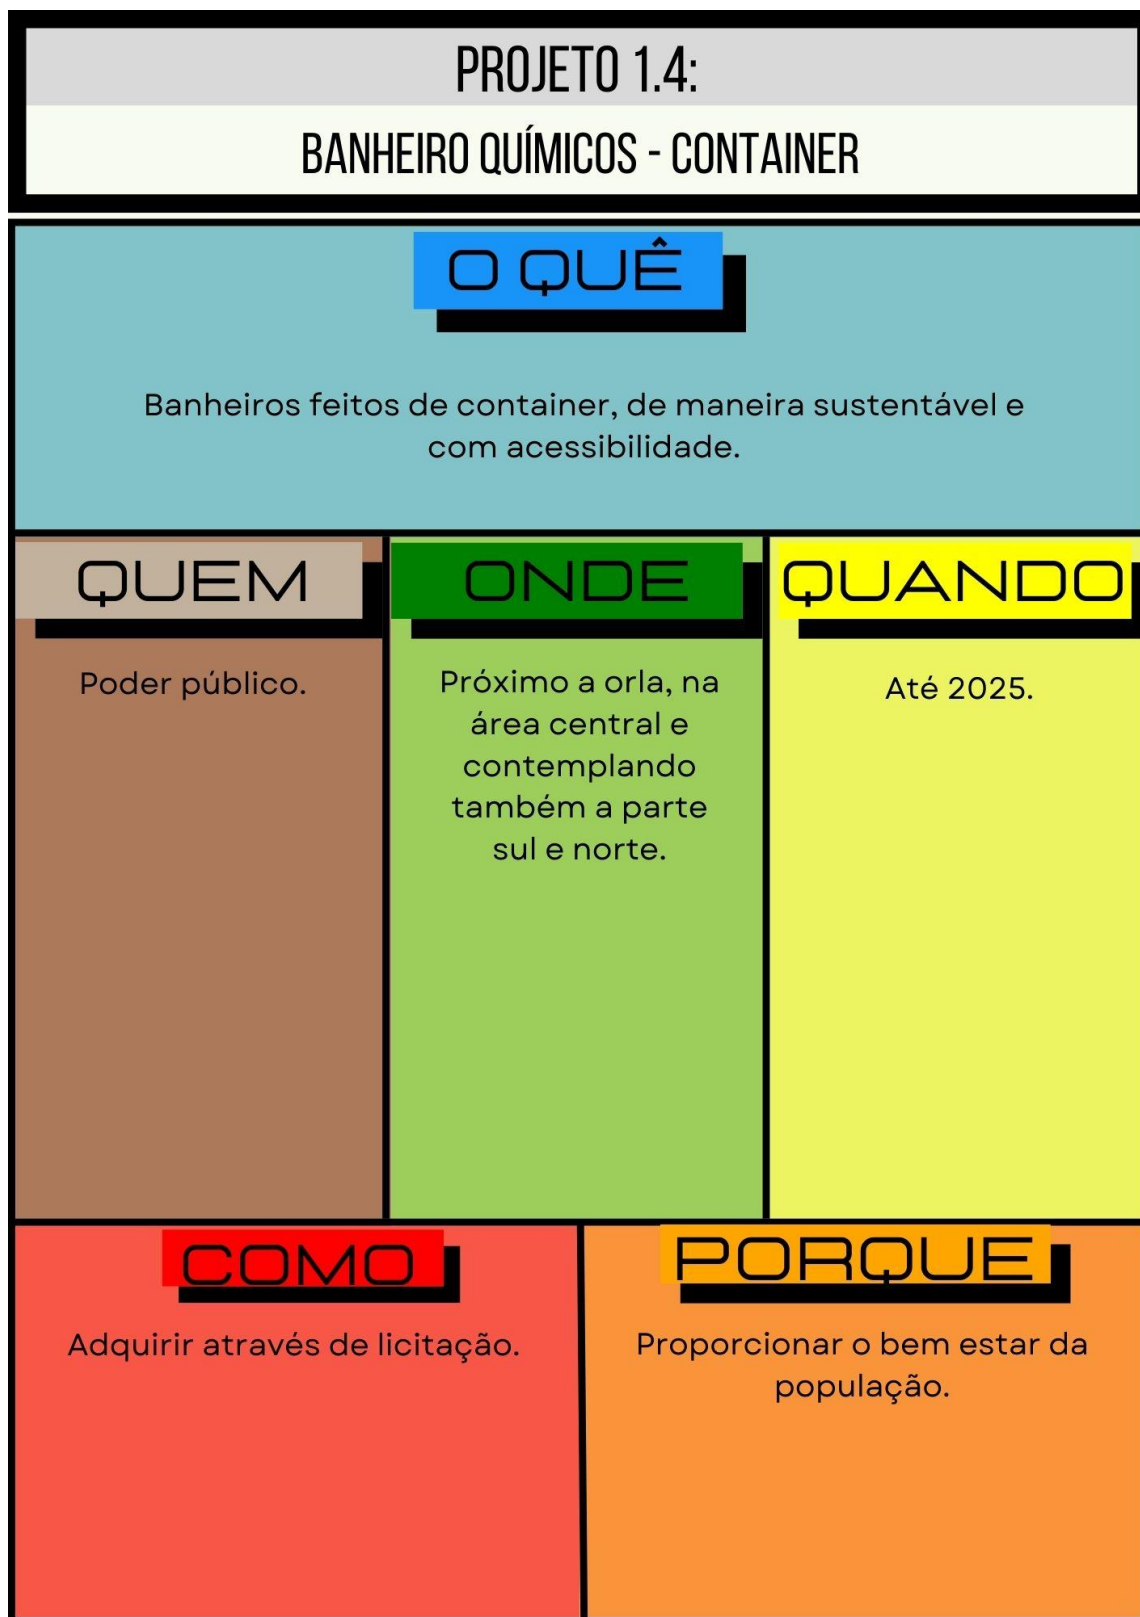 PROJETO 1.4:
BANHEIRO QUÍMICOS - CONTAINER
O QUÊ
Banheiros feitos de container, de maneira sustentável e
com acessibilidade.
QUEM
Poder público.
ONDE
Próximo a orla, na
área central e
contemplando
também a parte
sul e norte.
QUANDO
Até 2025.
COMO
Adquirir através de licitação.
PORQUE
Proporcionar o bem estar da
população.